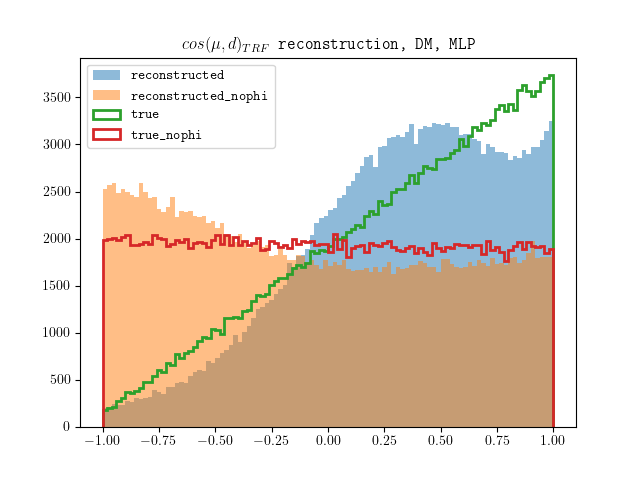 cos(μ, d)TRF reconstruction, DM, MLP
reconstructed
reconstructed_nophi
true
true_nophi
3500
3000
2500
2000
1500
1000
500
0
−1.00 −0.75 −0.50 −0.25 0.00 0.25 0.50 0.75 1.00